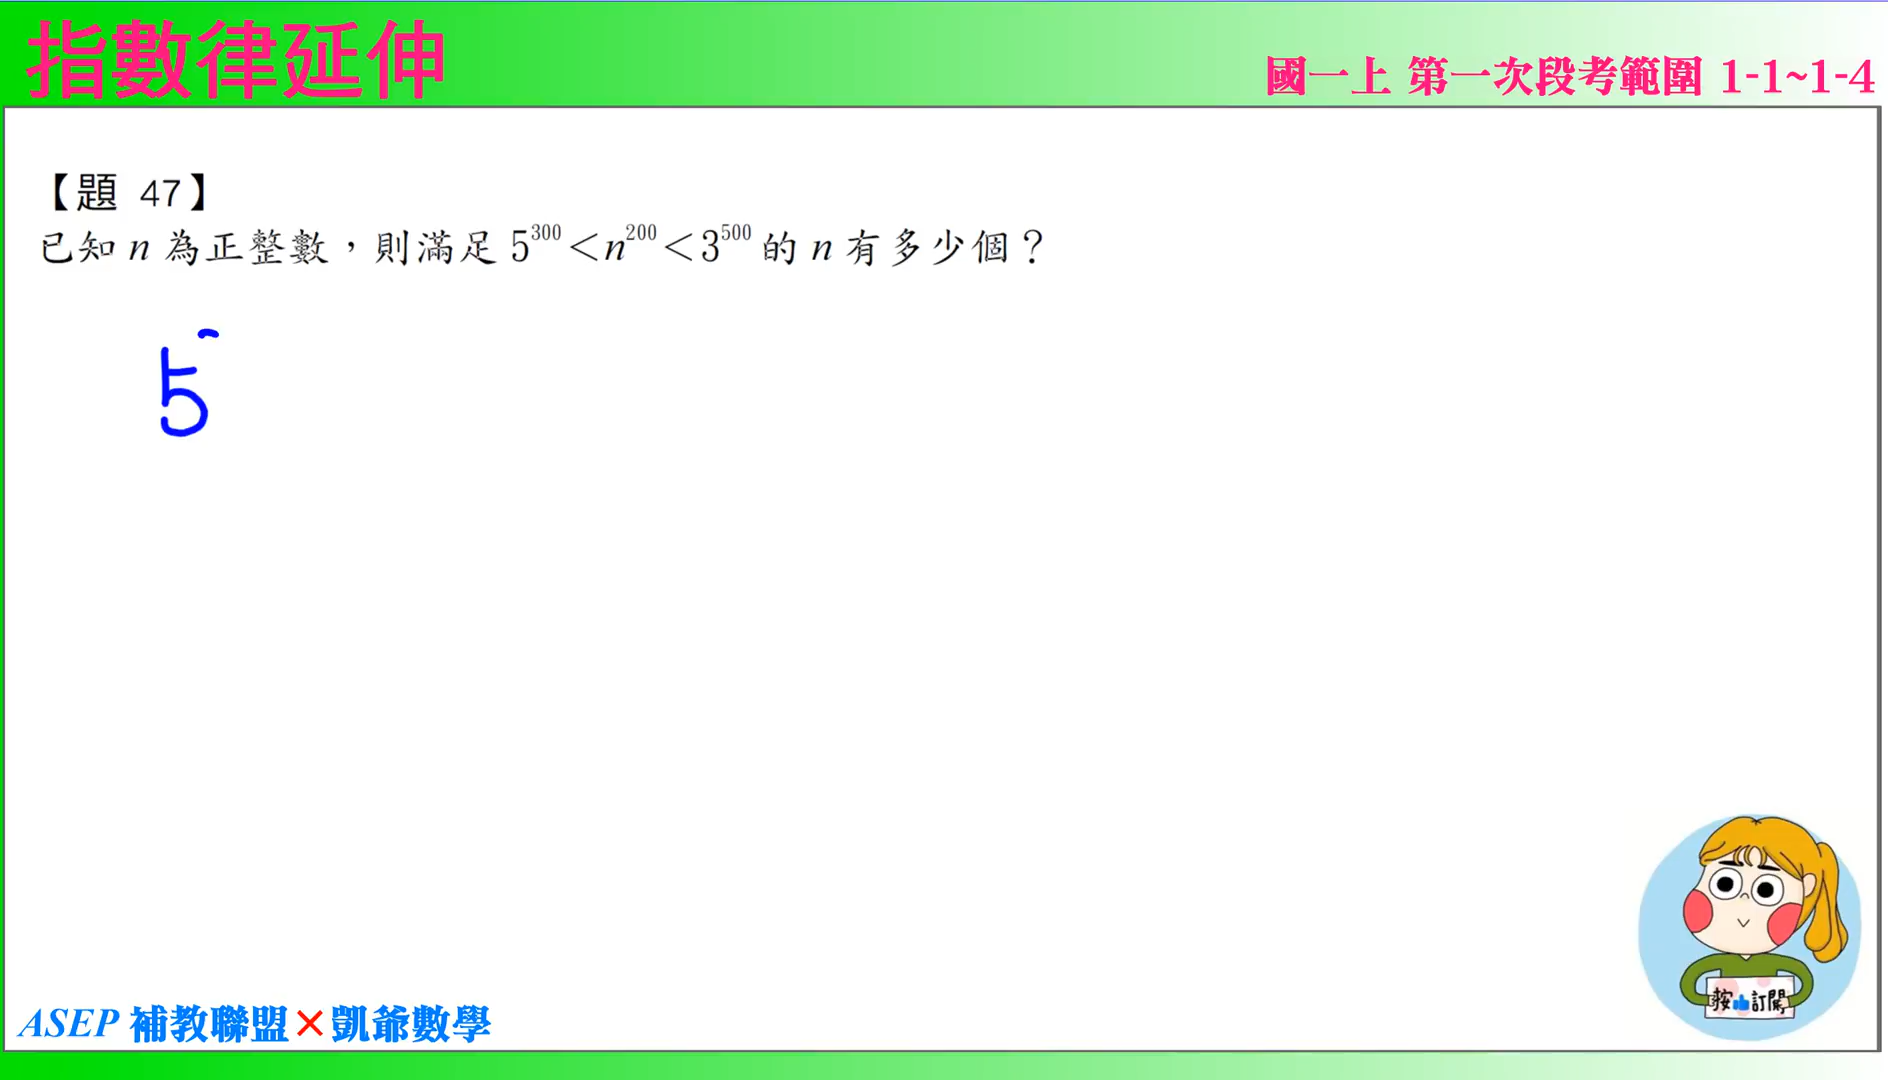 指數律延伸
國一上 第一次段考範圍 1-1~1-4
【題 47】
已知 n 為正整數,則滿足 5³⁰⁰<n²⁰⁰<3⁵⁰⁰ 的 n 有多少個?
5
按訂閱
ASEP 補教聯盟×凱爺數學